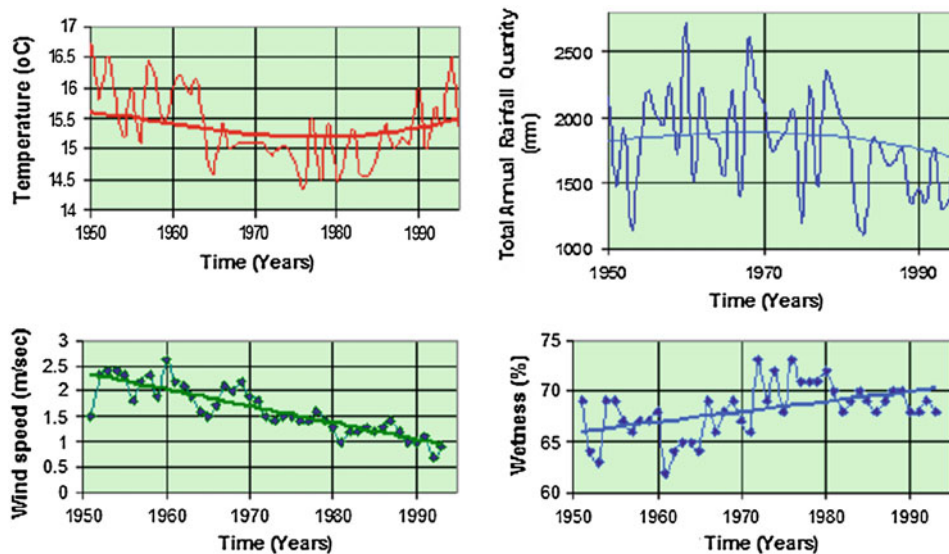 Temperature (oC)
17
16.5
16
15.5
15
14.5
14
1950 1960 1970 1980 1990
Time (Years)
Total Annual Rainfall Quantity
(mm)
2500
2000
1500
1000
1950 1970 1990
Time (Years)
Wind speed (m/sec)
3
2.5
2
1.5
1
0.5
0
1950 1960 1970 1980 1990
Time (Years)
Wetness (%)
75
70
65
60
1950 1960 1970 1980 1990
Time (Years)